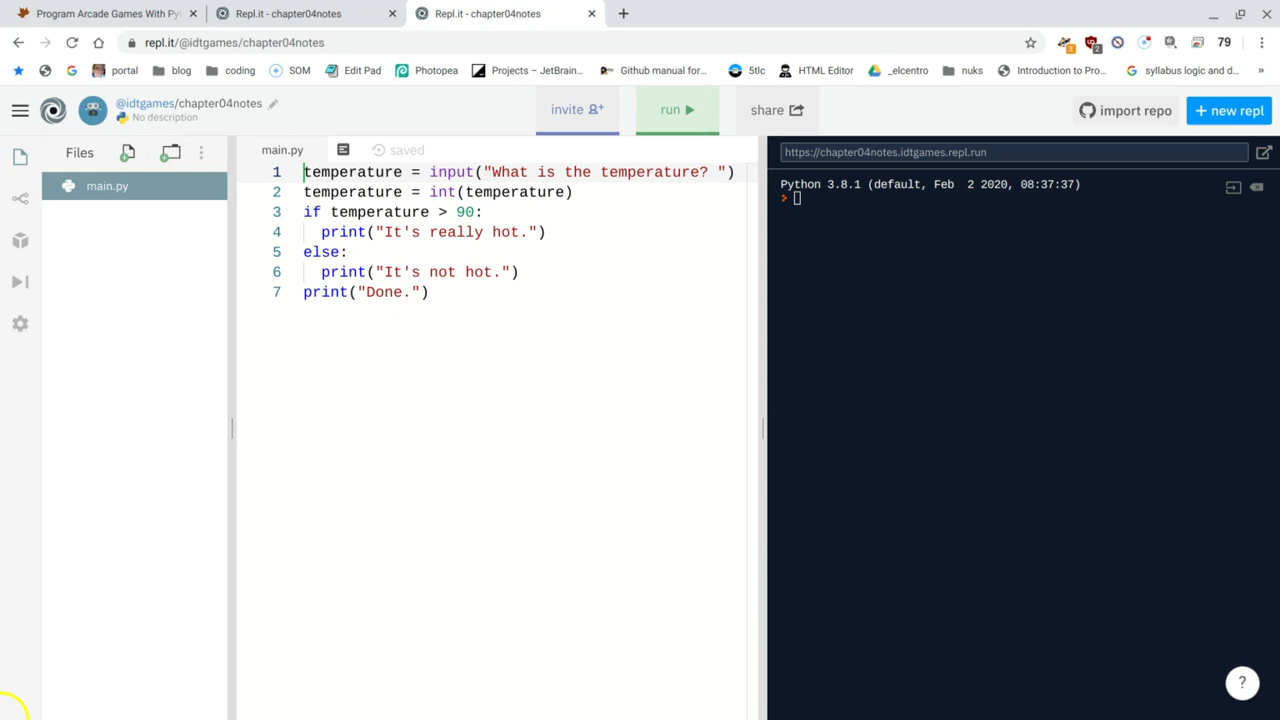 Program Arcade Games With Py
Repl.it - chapter04notes
Repl.it - chapter04notes
repl.it/@idtgames/chapter04notes
3
2
79
portal
blog
coding
SOM
Edit Pad
Photopea
Projects – JetBrain...
Github manual for...
5tlc
HTML Editor
_elcentro
nuks
Introduction to Pro...
syllabus logic and d...
»
@idtgames/chapter04notes
No description
invite
run
share
import repo
+ new repl
Files
main.py
saved
https://chapter04notes.idtgames.repl.run
main.py
1 temperature = input("What is the temperature? ")
2 temperature = int(temperature)
3 if temperature > 90:
4 print("It's really hot.")
5 else:
6 print("It's not hot.")
7 print("Done.")
Python 3.8.1 (default, Feb  2 2020, 08:37:37)
?